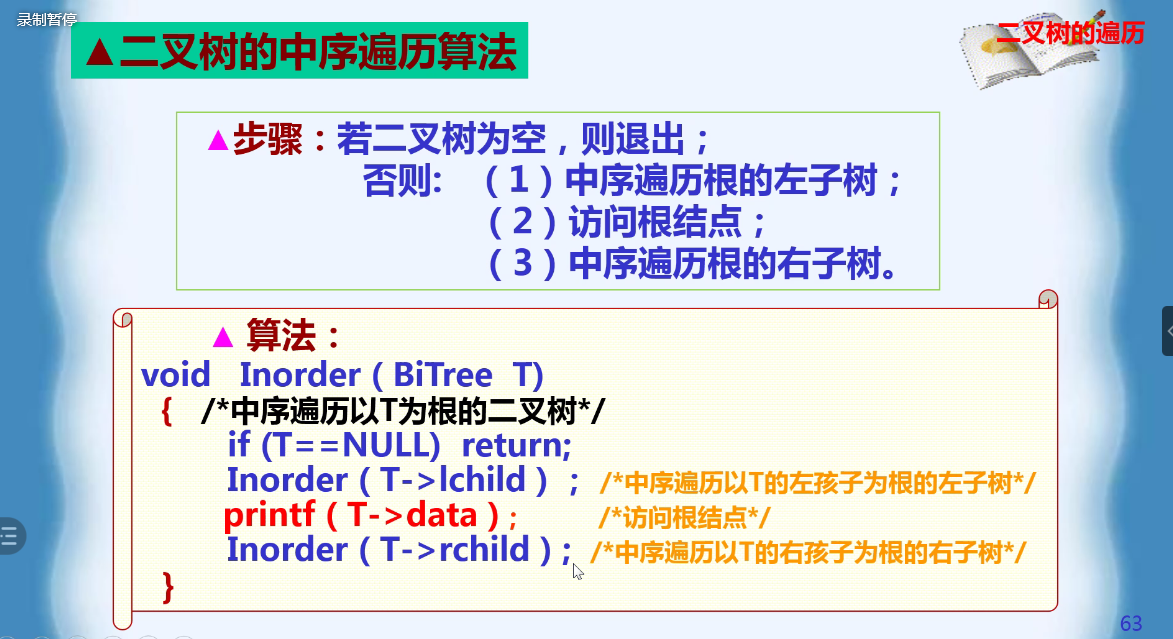 录制暂停
▲二叉树的中序遍历算法
二叉树的遍历
▲步骤：若二叉树为空，则退出；
否则:（1）中序遍历根的左子树；
（2）访问根结点；
（3）中序遍历根的右子树。
▲ 算法：
void Inorder（BiTree T)
{ /*中序遍历以T为根的二叉树*/
if (T==NULL) return;
Inorder（T->lchild）； /*中序遍历以T的左孩子为根的左子树*/
printf（T->data）; /*访问根结点*/
Inorder（T->rchild）; /*中序遍历以T的右孩子为根的右子树*/
}
63